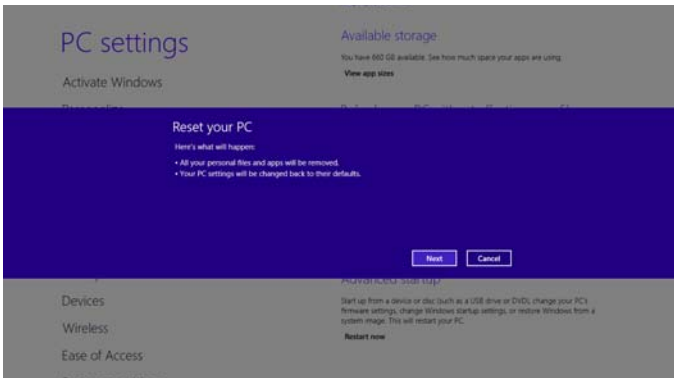 PC settings
Activate Windows
Available storage
You have 660 GB available. See how much space your apps are using.
View app sizes
Reset your PC
Here's what will happen:
• All your personal files and apps will be removed.
• Your PC settings will be changed back to their defaults.
Next
Cancel
Devices
Wireless
Ease of Access
Advanced startup
Start up from a device or disc (such as a USB drive or DVD), change your PC's
firmware settings, change Windows startup settings, or restore Windows from a
system image. This will restart your PC.
Restart now